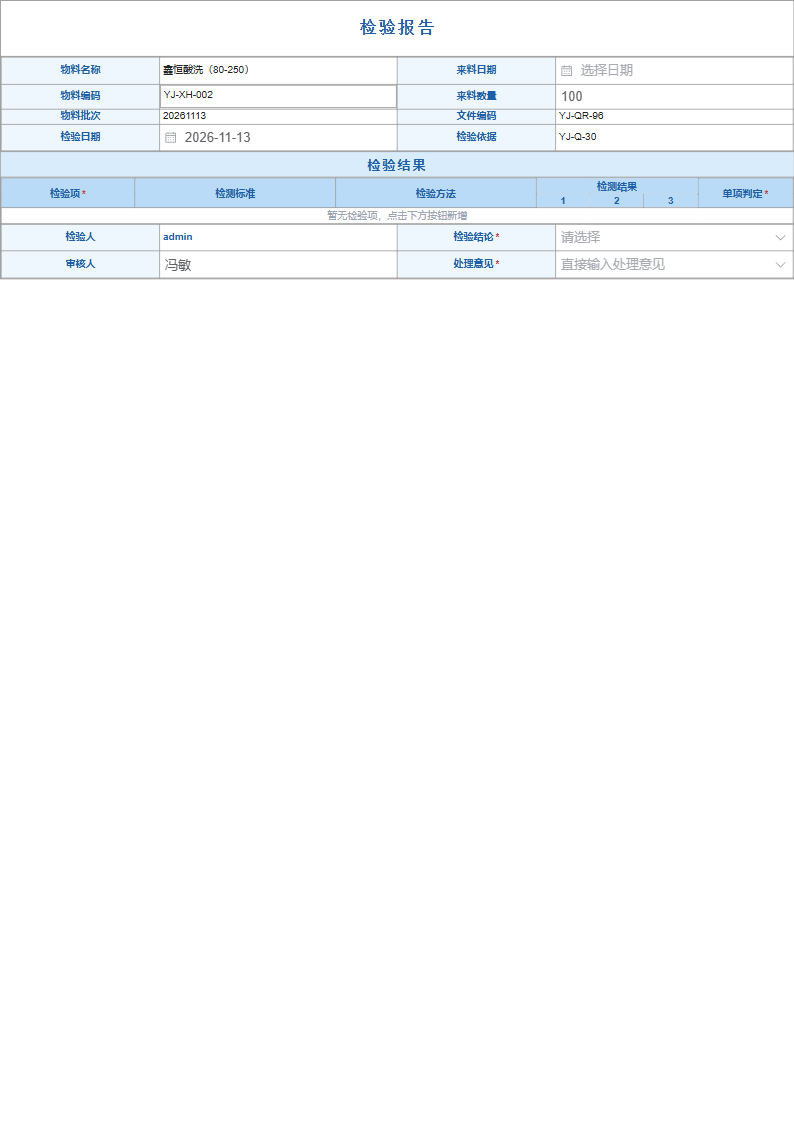 检验报告
物料名称 鑫恒酸洗（80-250） 来料日期 选择日期
物料编码 YJ-XH-002 来料数量 100
物料批次 20261113 文件编码 YJ-QR-96
检验日期 2026-11-13 检验依据 YJ-Q-30
检验结果
检验项* 检测标准 检验方法 检测结果 单项判定*
1 2 3
暂无检验项，点击下方按钮新增
检验人 admin 检验结论* 请选择
审核人 冯敏 处理意见* 直接输入处理意见